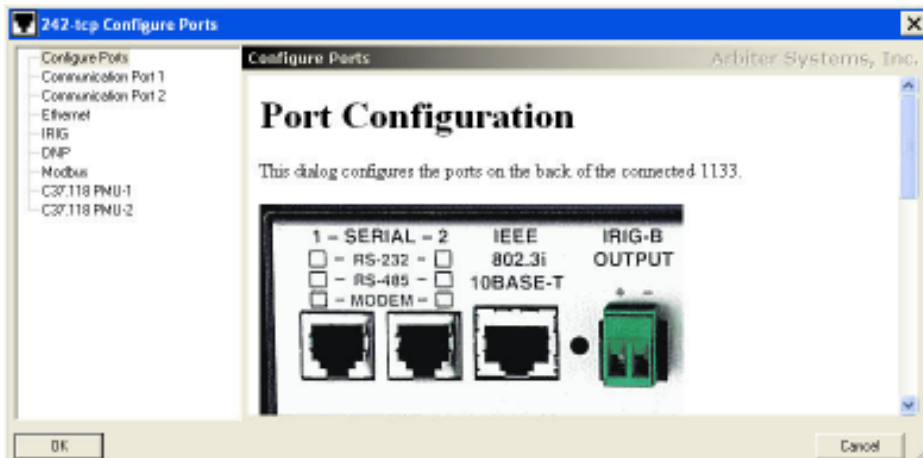 242-tcp Configure Ports
Configure Ports
Communication Port 1
Communication Port 2
Ethernet
IRIG
DNP
Modbus
C37.118 PMU-1
C37.118 PMU-2
Configure Ports
Arbiter Systems, Inc.
Port Configuration
This dialog configures the ports on the back of the connected 1133.
1 - SERIAL - 2
- RS-232 -
- RS-485 -
- MODEM -
IEEE
802.3i
10BASE-T
IRIG-B
OUTPUT
+ -
OK
Cancel